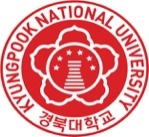 KYUNGPOOK NATIONAL UNIVERSITY
경북대학교